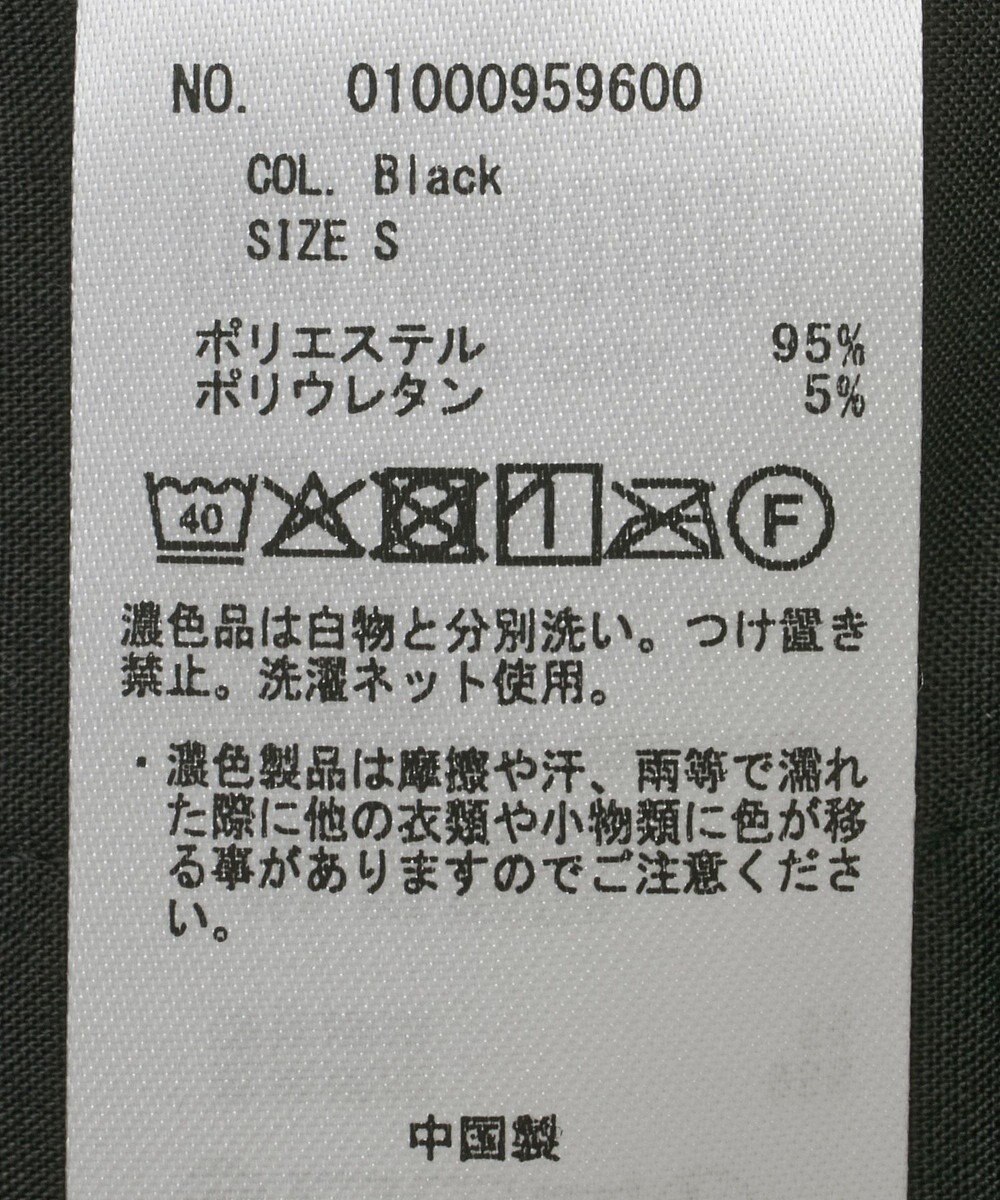 NO. 01000959600
COL. Black
SIZE S
ポリエステル 95%
ポリウレタン 5%
40 F
濃色品は白物と分別洗い。つけ置き
禁止。洗濯ネット使用。
・濃色製品は摩擦や汗、雨等で濡れ
た際に他の衣類や小物類に色が移
る事がありますのでご注意くださ
い。
中国製